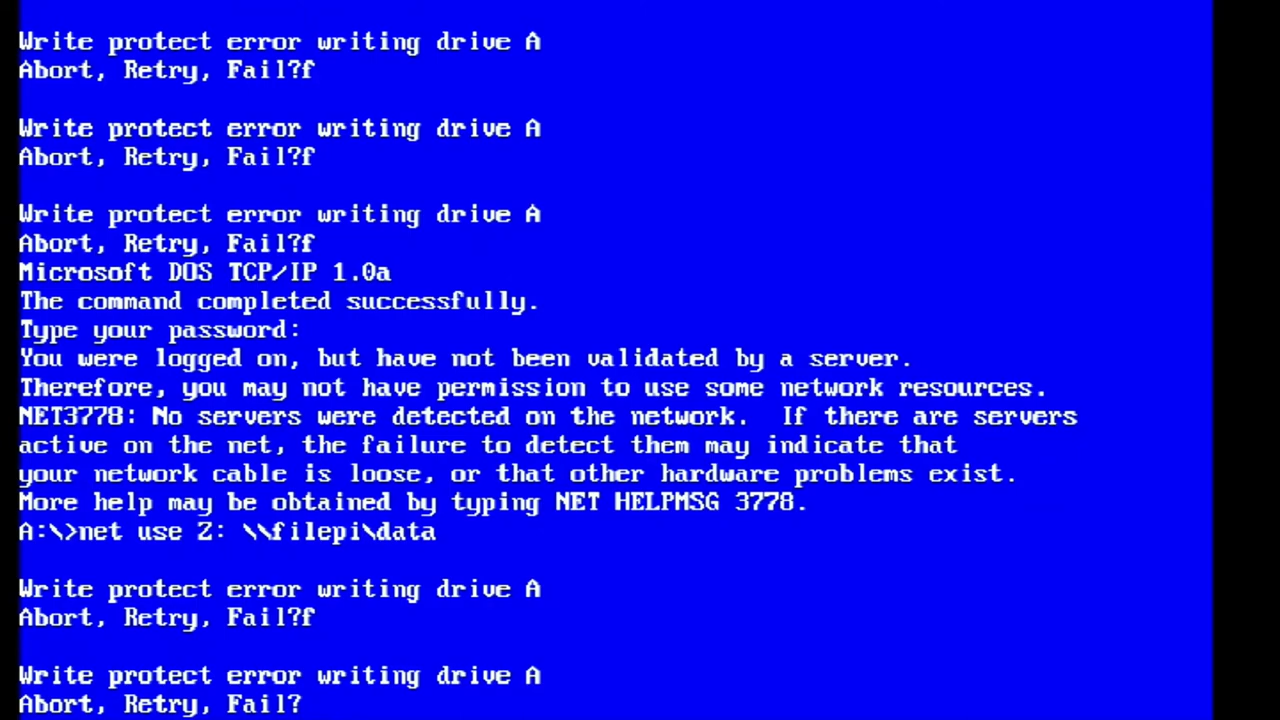 Write protect error writing drive A
Abort, Retry, Fail?f
Write protect error writing drive A
Abort, Retry, Fail?f
Write protect error writing drive A
Abort, Retry, Fail?f
Microsoft DOS TCP/IP 1.0a
The command completed successfully.
Type your password:
You were logged on, but have not been validated by a server.
Therefore, you may not have permission to use some network resources.
NET3778: No servers were detected on the network.  If there are servers
active on the net, the failure to detect them may indicate that
your network cable is loose, or that other hardware problems exist.
More help may be obtained by typing NET HELPMSG 3778.
A:\>net use Z: \\filepi\data
Write protect error writing drive A
Abort, Retry, Fail?f
Write protect error writing drive A
Abort, Retry, Fail?